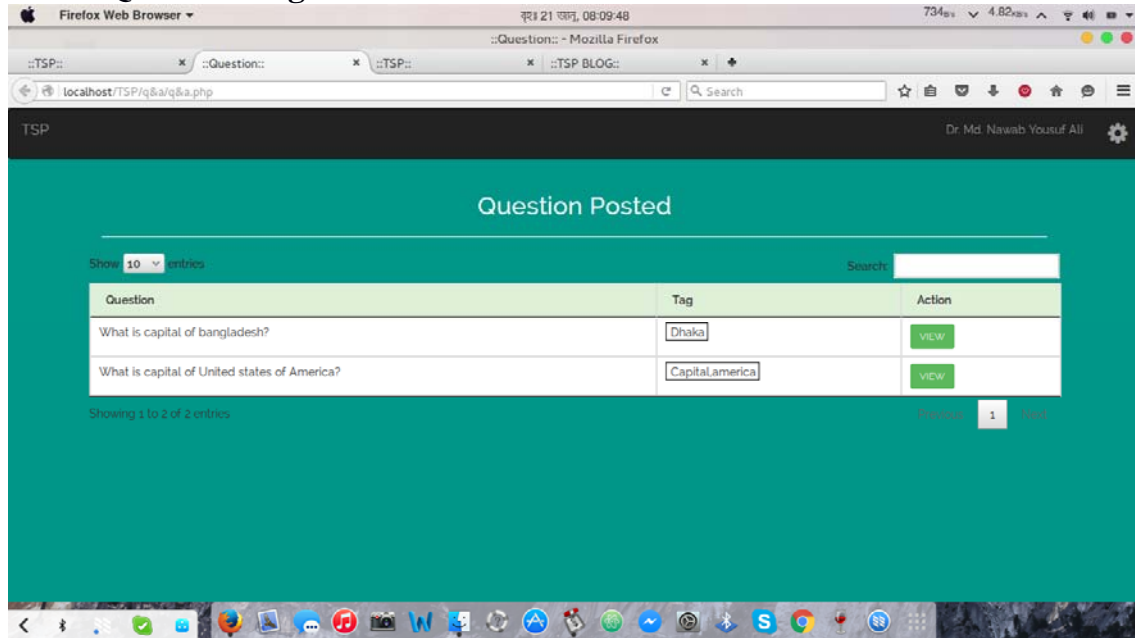 Firefox Web Browser
বৃহঃ 21 জানু, 08:09:48
734B/s 4.82KB/s
::Question:: - Mozilla Firefox
::TSP:: ::Question:: ::TSP:: ::TSP BLOG::
localhost/TSP/q&a/q&a.php Search
TSP Dr. Md. Nawab Yousuf Ali
Question Posted
Show 10 entries Search:
Question Tag Action
What is capital of bangladesh? Dhaka VIEW
What is capital of United states of America? Capital,america VIEW
Showing 1 to 2 of 2 entries Previous 1 Next